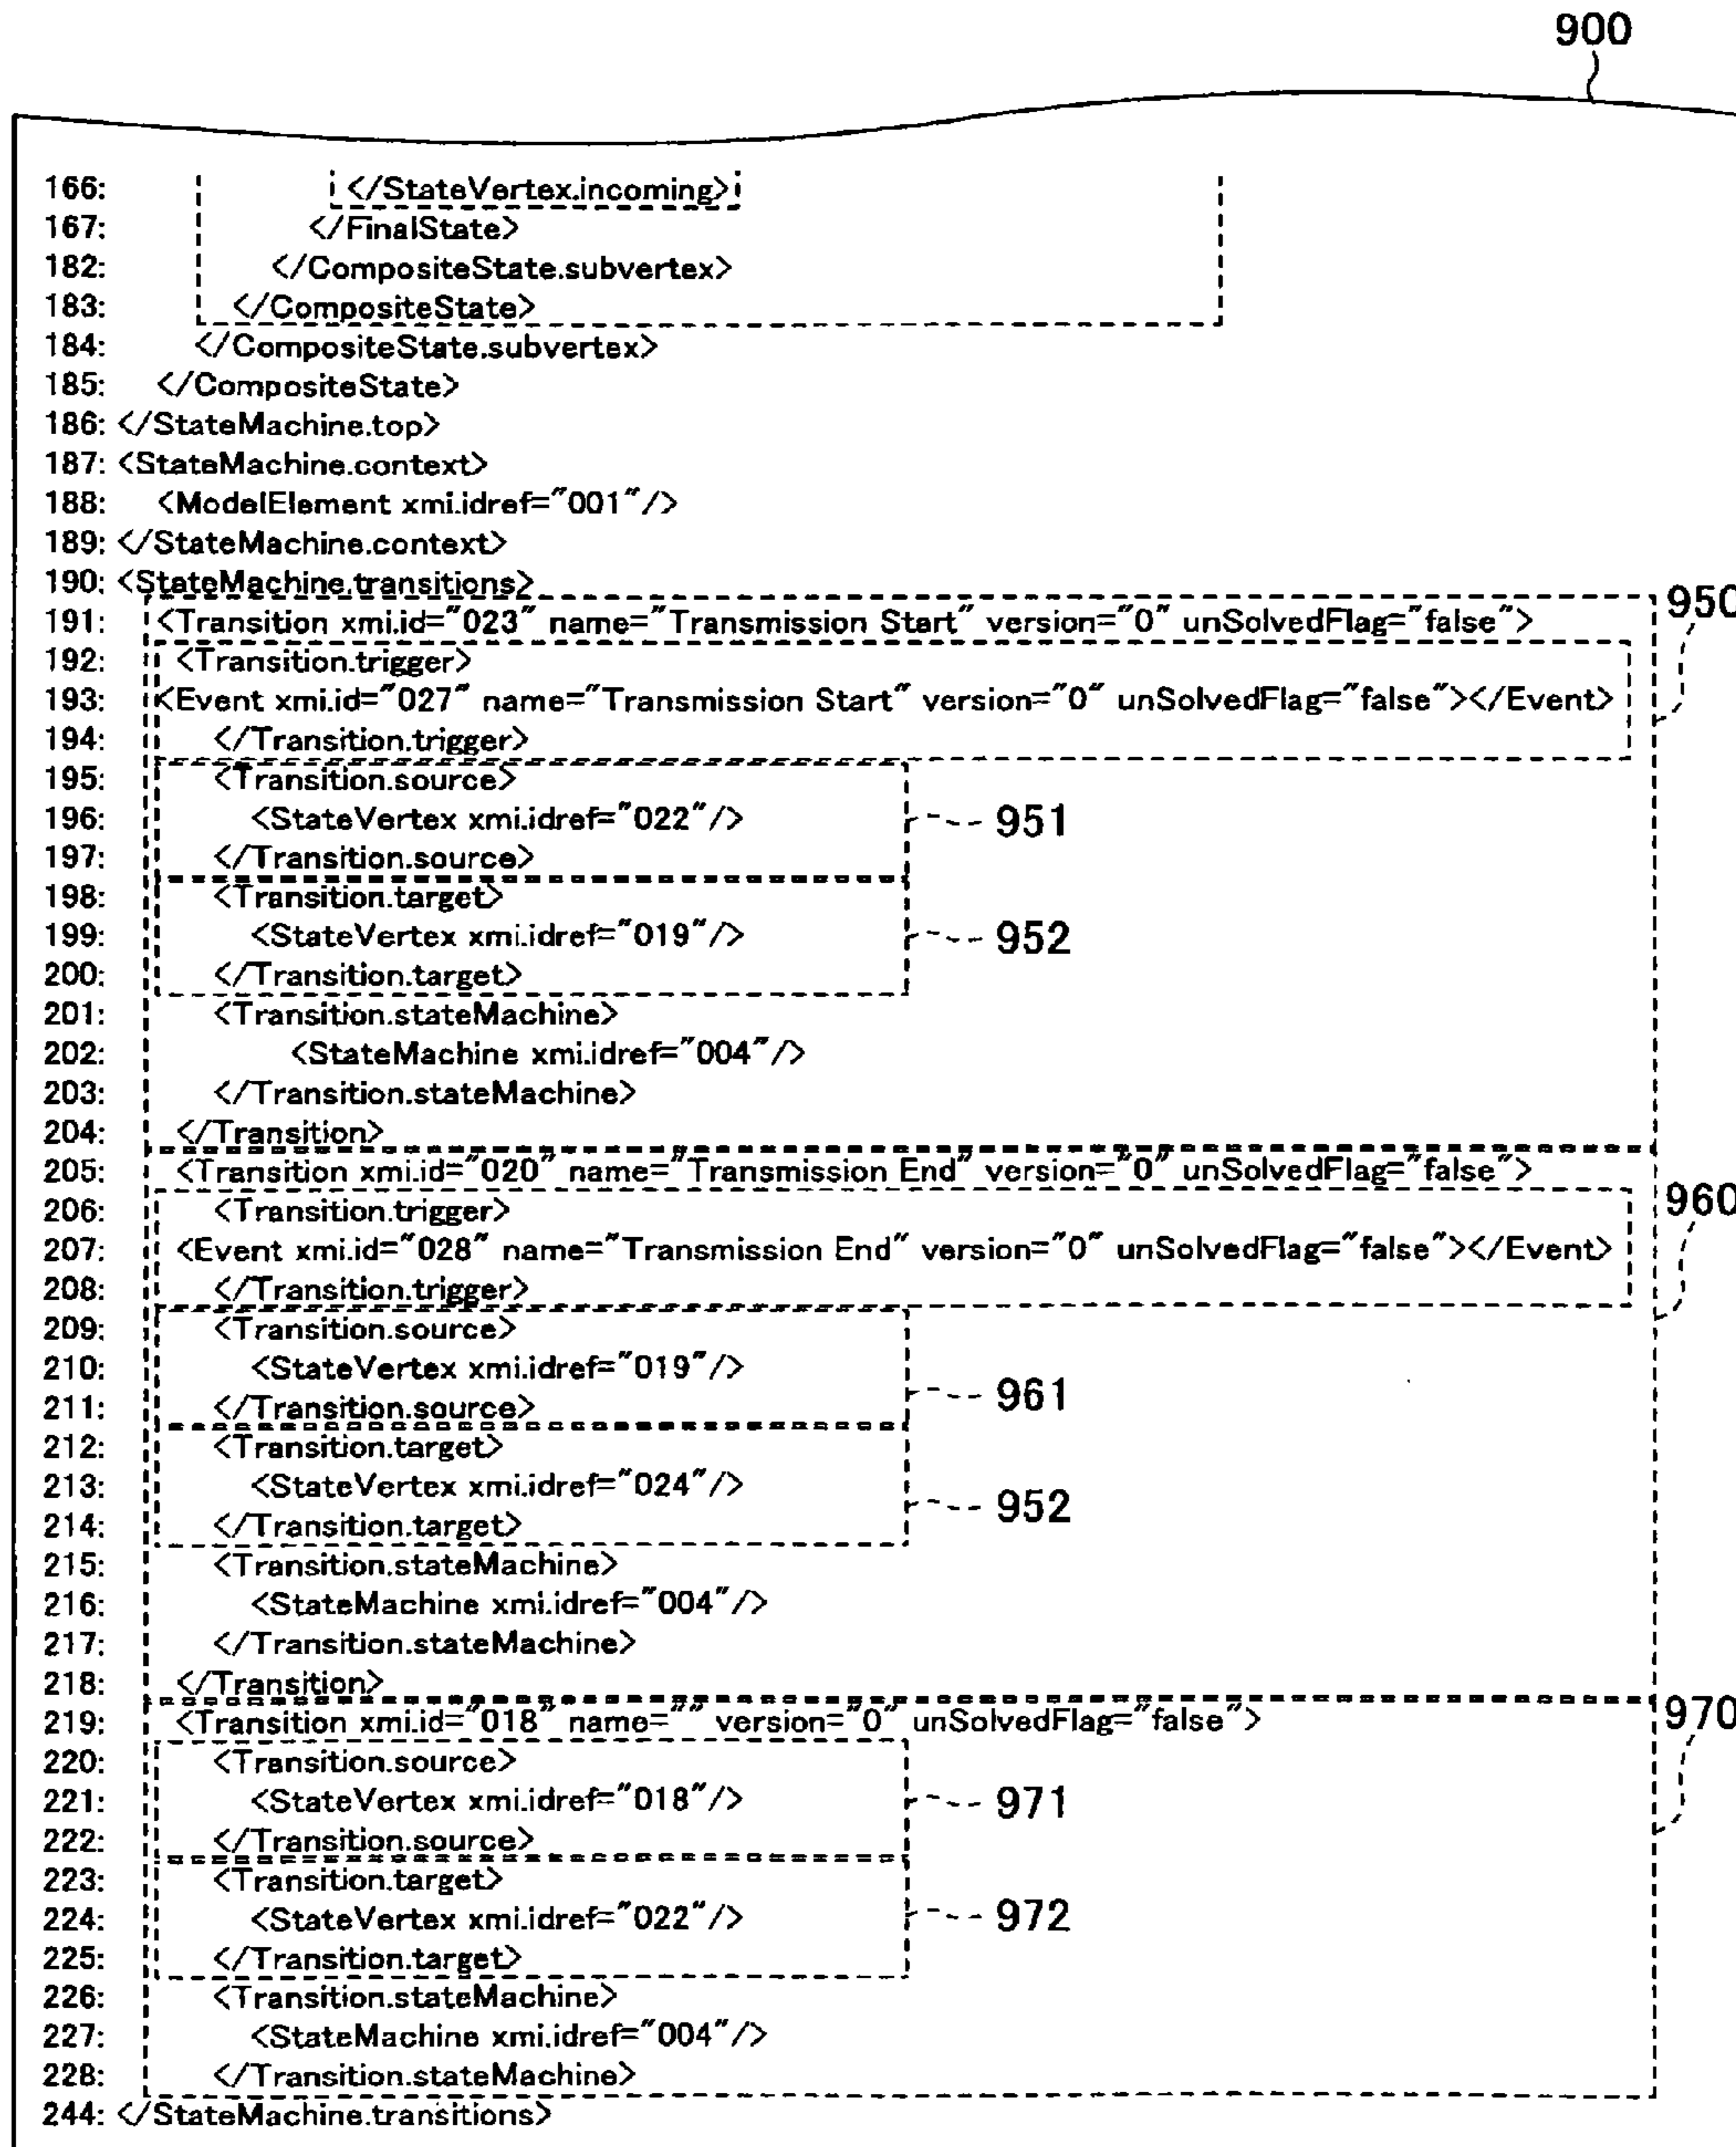 900
166: </StateVertex.incoming>
167: </FinalState>
182: </CompositeState.subvertex>
183: </CompositeState>
184: </CompositeState.subvertex>
185: </CompositeState>
186: </StateMachine.top>
187: <StateMachine.context>
188: <ModelElement xmi.idref="001"/>
189: </StateMachine.context>
190: <StateMachine.transitions>
191: <Transition xmi.id="023" name="Transmission Start" version="0" unSolvedFlag="false"> 950
192: <Transition.trigger>
193: <Event xmi.id="027" name="Transmission Start" version="0" unSolvedFlag="false"></Event>
194: </Transition.trigger>
195: <Transition.source>
196: <StateVertex xmi.idref="022"/> 951
197: </Transition.source>
198: <Transition.target>
199: <StateVertex xmi.idref="019"/> 952
200: </Transition.target>
201: <Transition.stateMachine>
202: <StateMachine xmi.idref="004"/>
203: </Transition.stateMachine>
204: </Transition>
205: <Transition xmi.id="020" name="Transmission End" version="0" unSolvedFlag="false">
206: <Transition.trigger> 960
207: <Event xmi.id="028" name="Transmission End" version="0" unSolvedFlag="false"></Event>
208: </Transition.trigger>
209: <Transition.source>
210: <StateVertex xmi.idref="019"/> 961
211: </Transition.source>
212: <Transition.target>
213: <StateVertex xmi.idref="024"/> 952
214: </Transition.target>
215: <Transition.stateMachine>
216: <StateMachine xmi.idref="004"/>
217: </Transition.stateMachine>
218: </Transition>
219: <Transition xmi.id="018" name="" version="0" unSolvedFlag="false"> 970
220: <Transition.source>
221: <StateVertex xmi.idref="018"/> 971
222: </Transition.source>
223: <Transition.target>
224: <StateVertex xmi.idref="022"/> 972
225: </Transition.target>
226: <Transition.stateMachine>
227: <StateMachine xmi.idref="004"/>
228: </Transition.stateMachine>
244: </StateMachine.transitions>